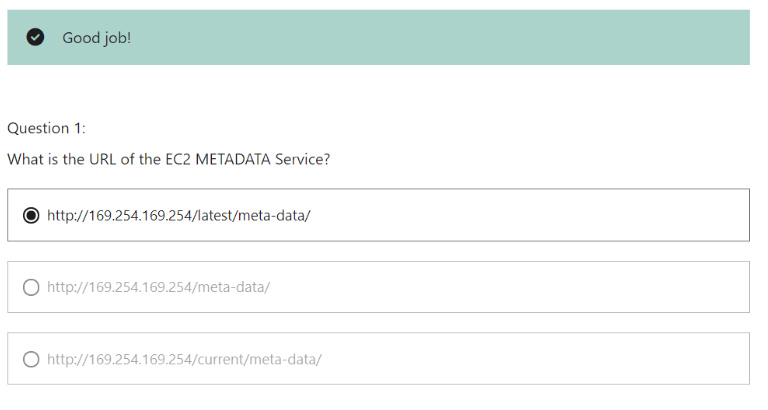 Good job!
Question 1:
What is the URL of the EC2 METADATA Service?
http://169.254.169.254/latest/meta-data/
http://169.254.169.254/meta-data/
http://169.254.169.254/current/meta-data/